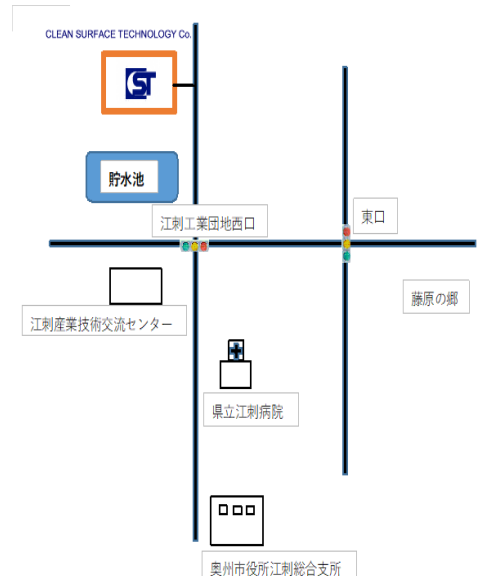 CLEAN SURFACE TECHNOLOGY Co.
CST
貯水池
江刺工業団地西口
東口
藤原の郷
江刺産業技術交流センター
県立江刺病院
奥州市役所江刺総合支所